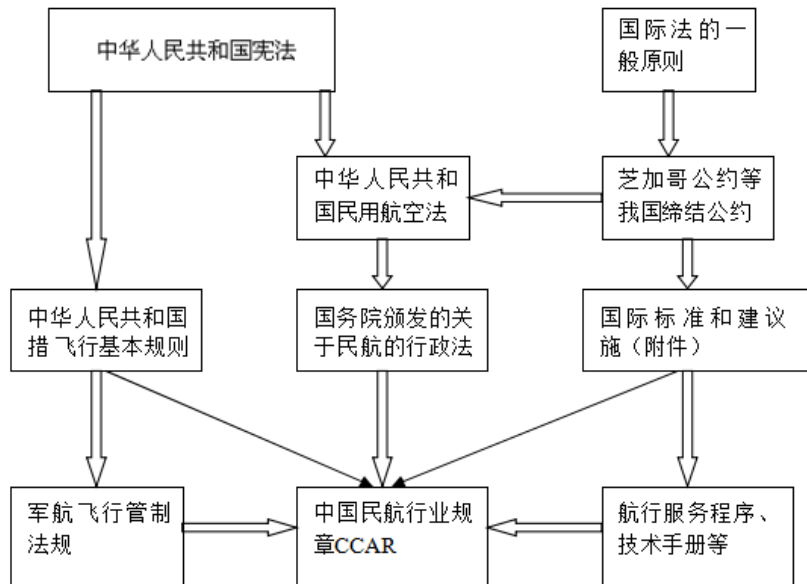 中华人民共和国宪法
国际法的一
般原则
中华人民共和
国民用航空法
芝加哥公约等
我国缔结公约
中华人民共和国
措飞行基本规则
国务院颁发的关
于民航的行政法
国际标准和建议
施（附件）
军航飞行管制
法规
中国民航行业规
章CCAR
航行服务程序、
技术手册等